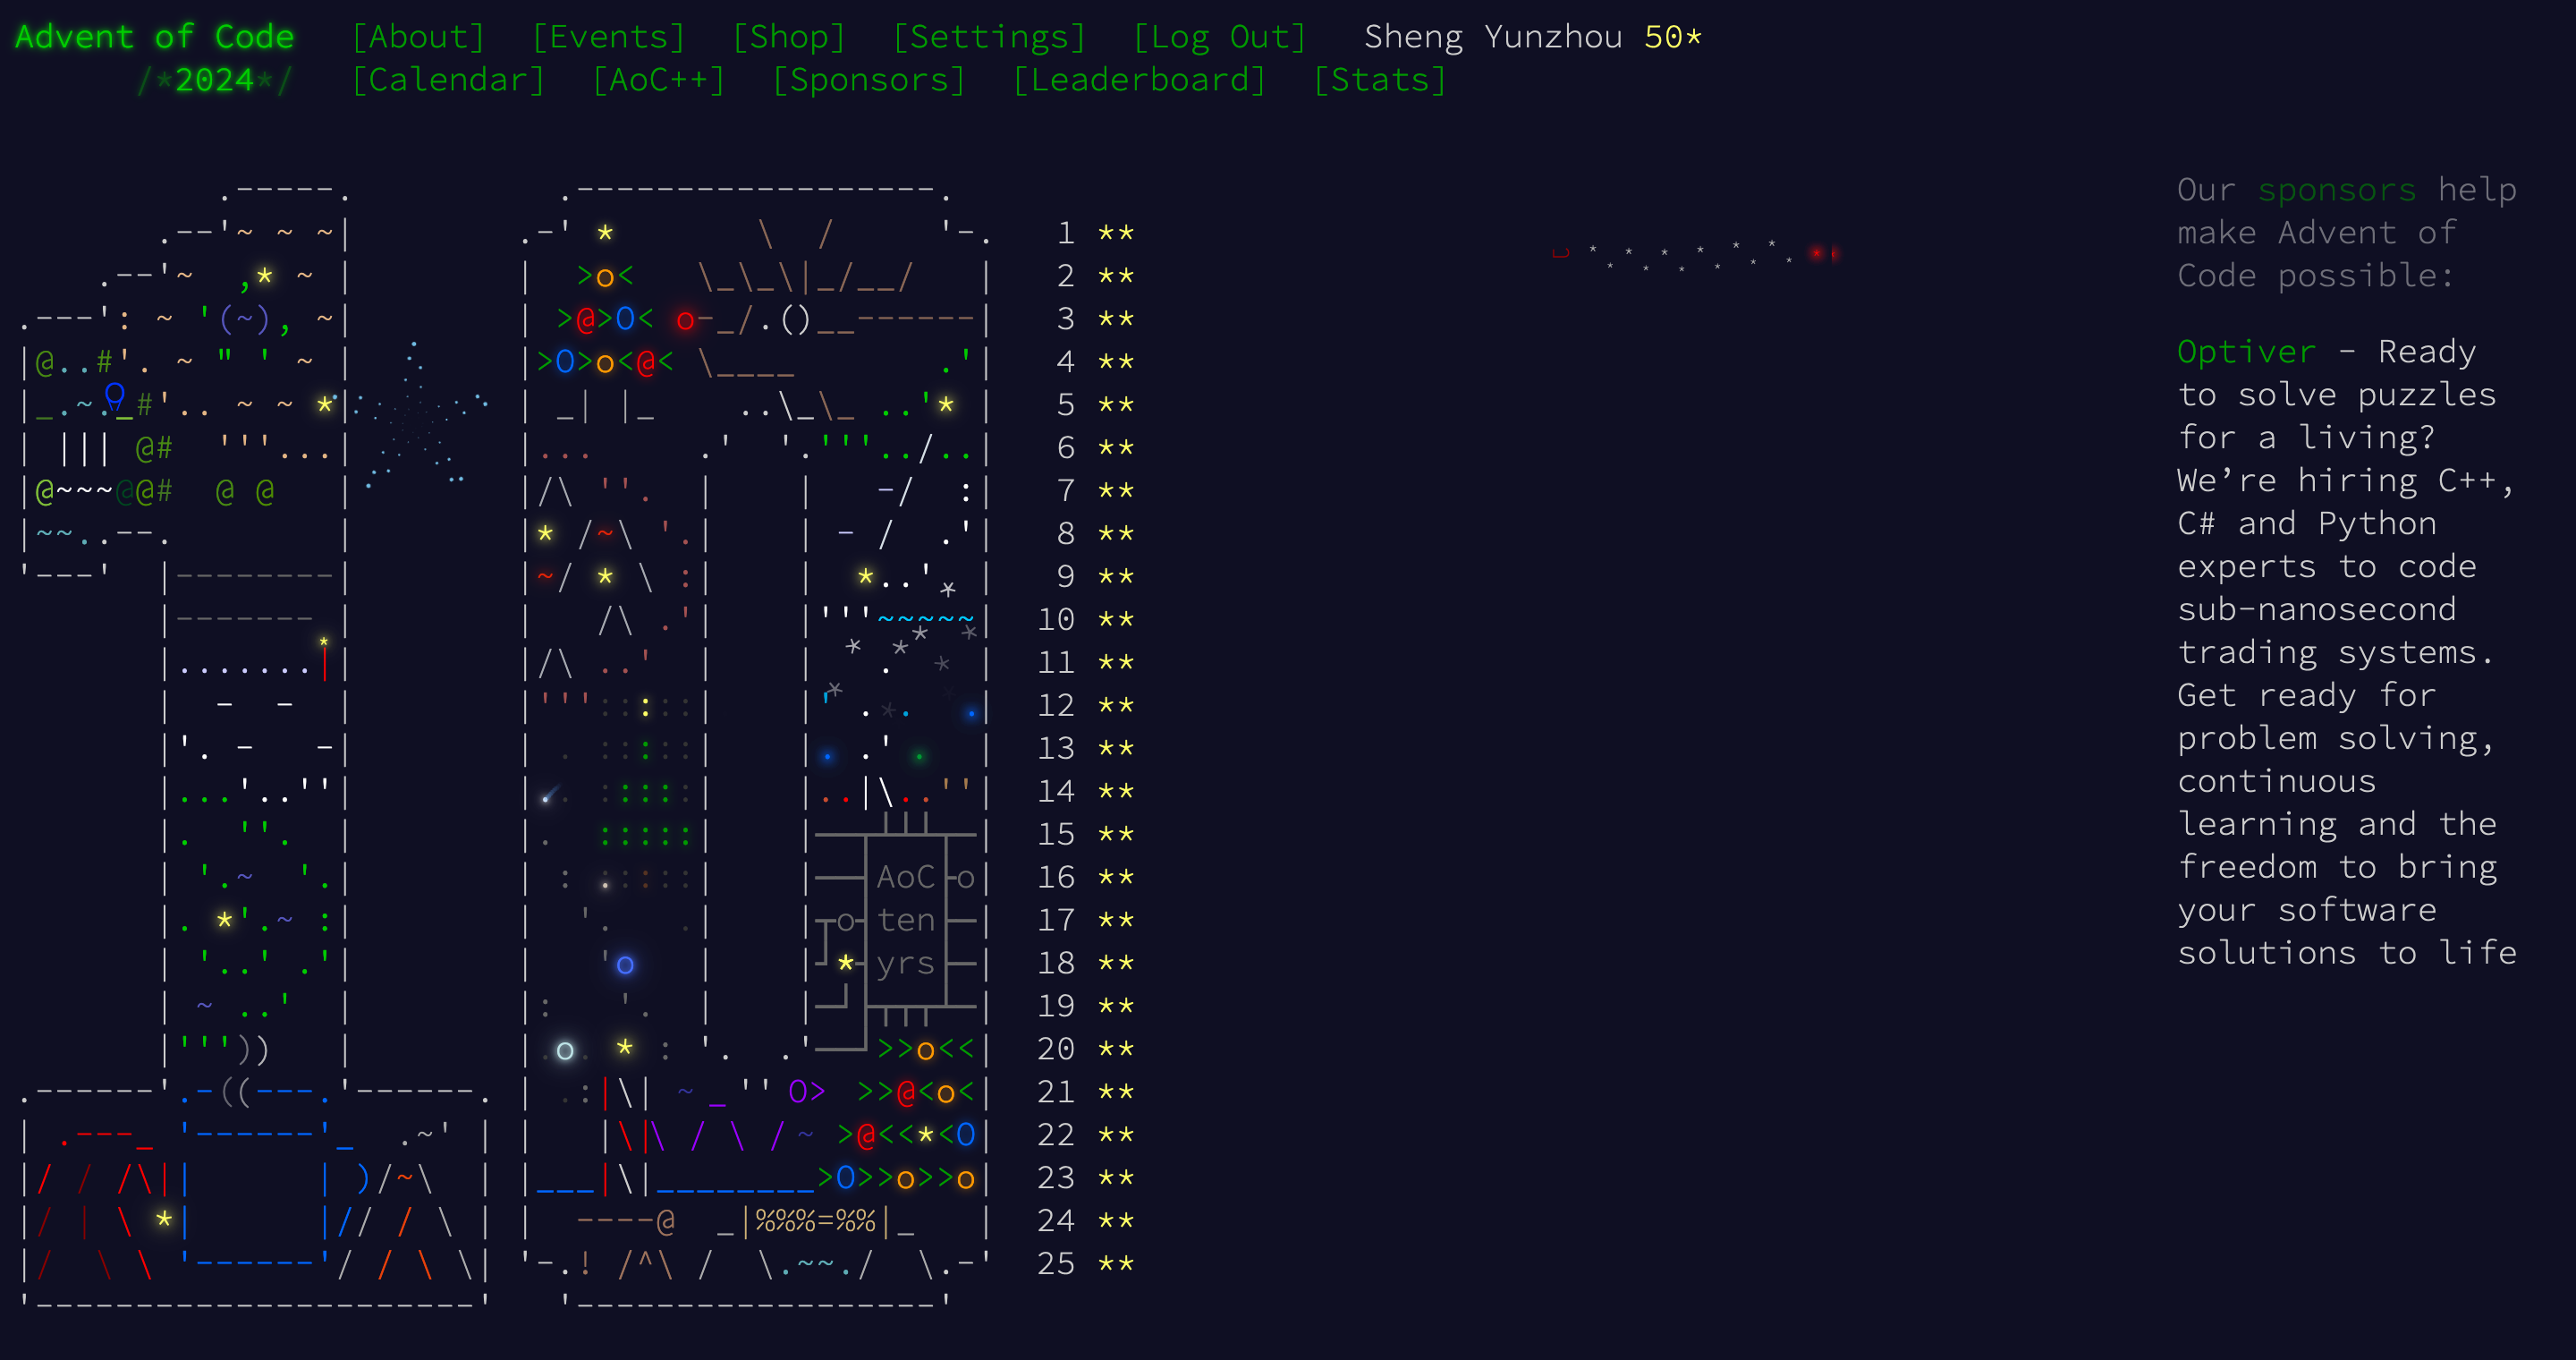 Advent of Code [About] [Events] [Shop] [Settings] [Log Out] Sheng Yunzhou 50*
/*2024*/ [Calendar] [AoC++] [Sponsors] [Leaderboard] [Stats]
1 **
2 **
3 **
4 **
5 **
6 **
7 **
8 **
9 **
10 **
11 **
12 **
13 **
14 **
15 **
16 **
17 **
18 **
19 **
20 **
21 **
22 **
23 **
24 **
25 **
AoC
ten
yrs
Our sponsors help
make Advent of
Code possible:
Optiver - Ready
to solve puzzles
for a living?
We’re hiring C++,
C# and Python
experts to code
sub-nanosecond
trading systems.
Get ready for
problem solving,
continuous
learning and the
freedom to bring
your software
solutions to life